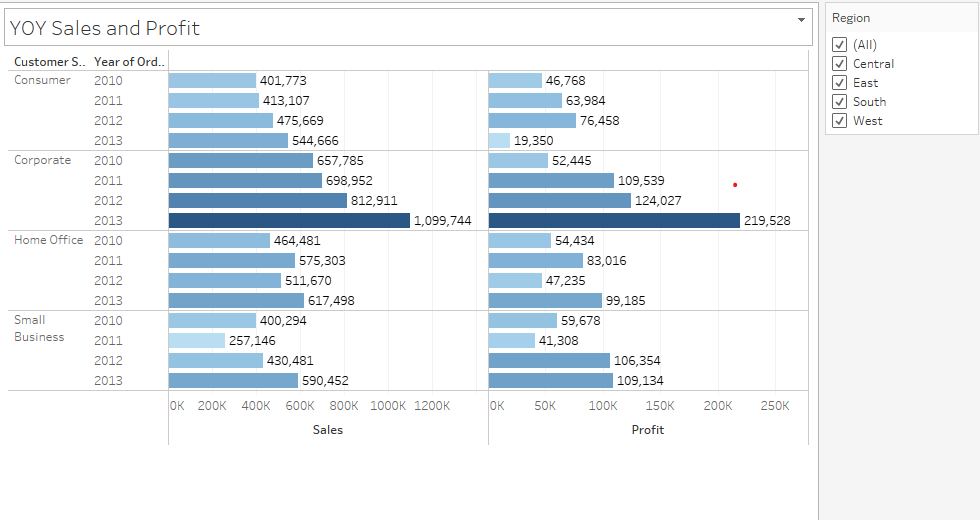 YOY Sales and Profit
Customer S.. Year of Ord..
Consumer 2010 401,773 46,768
2011 413,107 63,984
2012 475,669 76,458
2013 544,666 19,350
Corporate 2010 657,785 52,445
2011 698,952 109,539
2012 812,911 124,027
2013 1,099,744 219,528
Home Office 2010 464,481 54,434
2011 575,303 83,016
2012 511,670 47,235
2013 617,498 99,185
Small Business 2010 400,294 59,678
2011 257,146 41,308
2012 430,481 106,354
2013 590,452 109,134
0K 200K 400K 600K 800K 1000K 1200K 0K 50K 100K 150K 200K 250K
Sales Profit
Region
(All)
Central
East
South
West